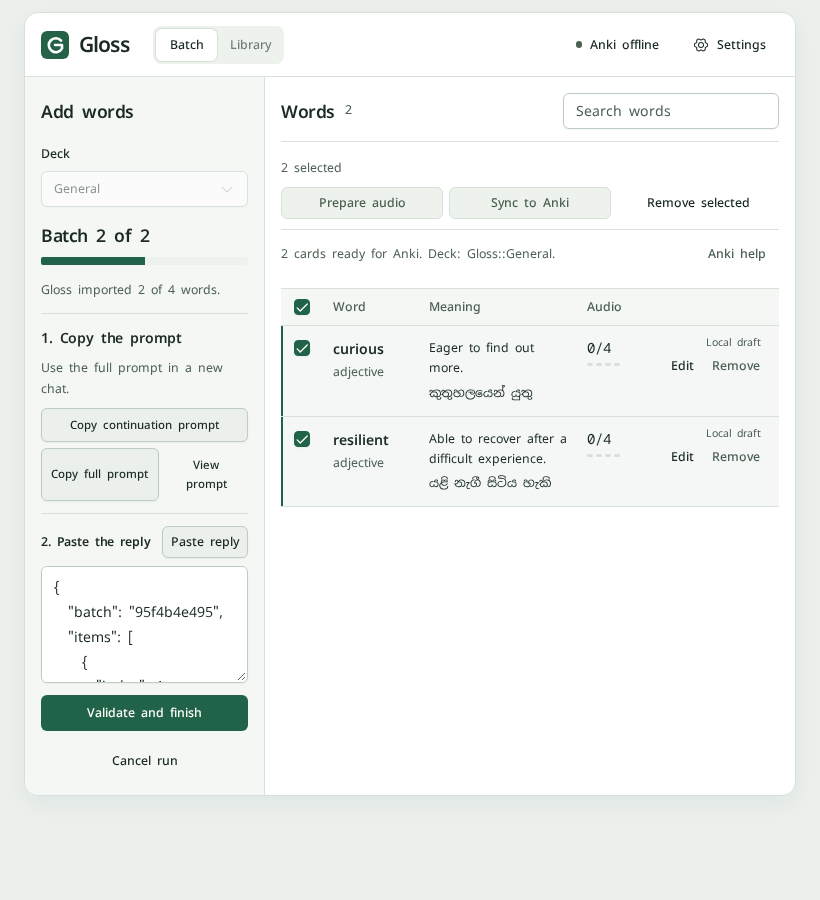 Gloss
Batch
Library
Anki offline
Settings
Add words
Deck
General
Batch 2 of 2
Gloss imported 2 of 4 words.
1. Copy the prompt
Use the full prompt in a new
chat.
Copy continuation prompt
Copy full prompt
View
prompt
2. Paste the reply
Paste reply
{
"batch": "95f4b4e495",
"items": [
{
Validate and finish
Cancel run
Words 2
Search words
2 selected
Prepare audio
Sync to Anki
Remove selected
2 cards ready for Anki. Deck: Gloss::General.
Anki help
Word
Meaning
Audio
curious
adjective
Eager to find out
more.
කුතුහලයෙන් යුතු
0/4
Local draft
Edit
Remove
resilient
adjective
Able to recover after a
difficult experience.
යළි නැගී සිටිය හැකි
0/4
Local draft
Edit
Remove